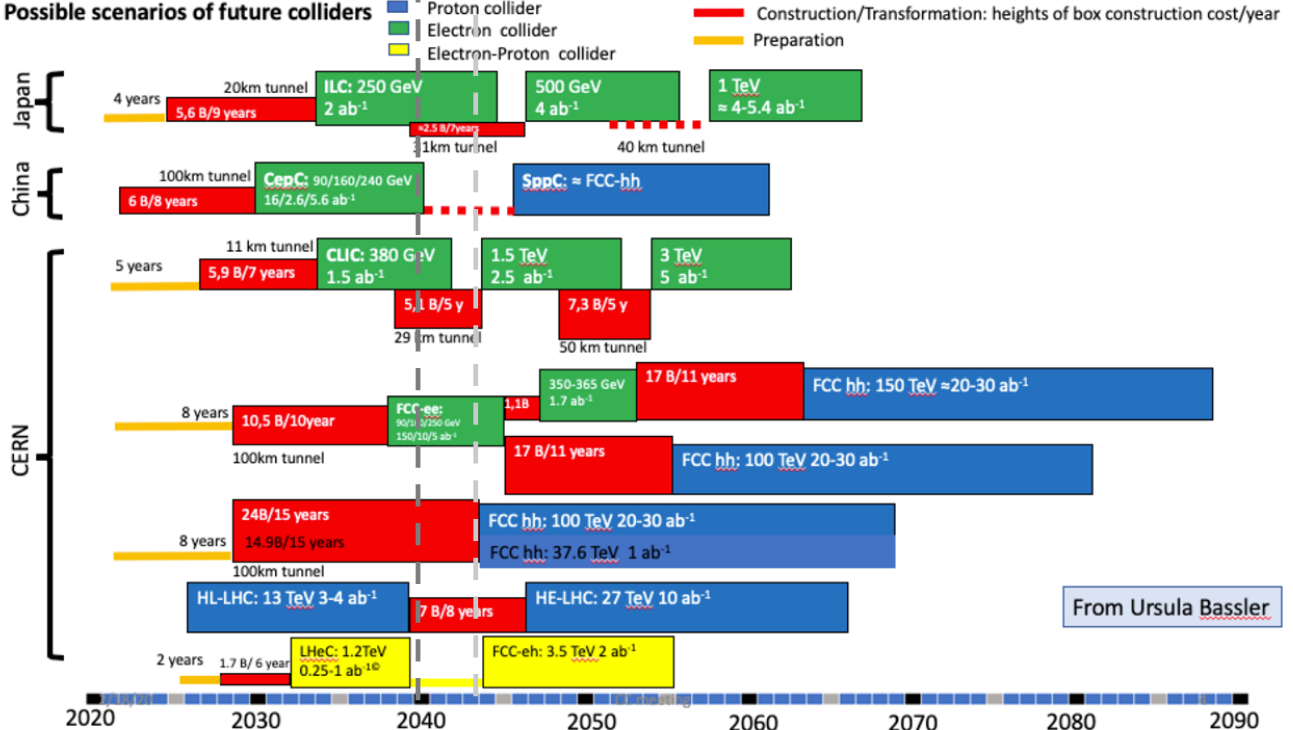 Possible scenarios of future colliders
Proton collider
Electron collider
Electron-Proton collider
Construction/Transformation: heights of box construction cost/year
Preparation
Japan
4 years
20km tunnel
5,6 B/9 years
ILC: 250 GeV
2 ab-1
≈2.5 B/7years
31km tunnel
500 GeV
4 ab-1
40 km tunnel
1 TeV
≈ 4-5.4 ab-1
China
100km tunnel
6 B/8 years
CepC: 90/160/240 GeV
16/2.6/5.6 ab-1
SppC: ≈ FCC-hh
CERN
5 years
11 km tunnel
5,9 B/7 years
CLIC: 380 GeV
1.5 ab-1
5,1 B/5 y
29 km tunnel
1.5 TeV
2.5 ab-1
7,3 B/5 y
50 km tunnel
3 TeV
5 ab-1
8 years
10,5 B/10year
100km tunnel
FCC-ee:
90/160/250 GeV
150/10/5 ab-1
1,1B
350-365 GeV
1.7 ab-1
17 B/11 years
FCC hh: 150 TeV ≈20-30 ab-1
17 B/11 years
FCC hh: 100 TeV 20-30 ab-1
8 years
24B/15 years
14.9B/15 years
100km tunnel
FCC hh: 100 TeV 20-30 ab-1
FCC hh: 37.6 TeV 1 ab-1
HL-LHC: 13 TeV 3-4 ab-1
7 B/8 years
HE-LHC: 27 TeV 10 ab-1
From Ursula Bassler
2 years
1.7 B/ 6 year
LHeC: 1.2TeV
0.25-1 ab-1©
FCC-eh: 3.5 TeV 2 ab-1
meeting
2020 2030 2040 2050 2060 2070 2080 2090